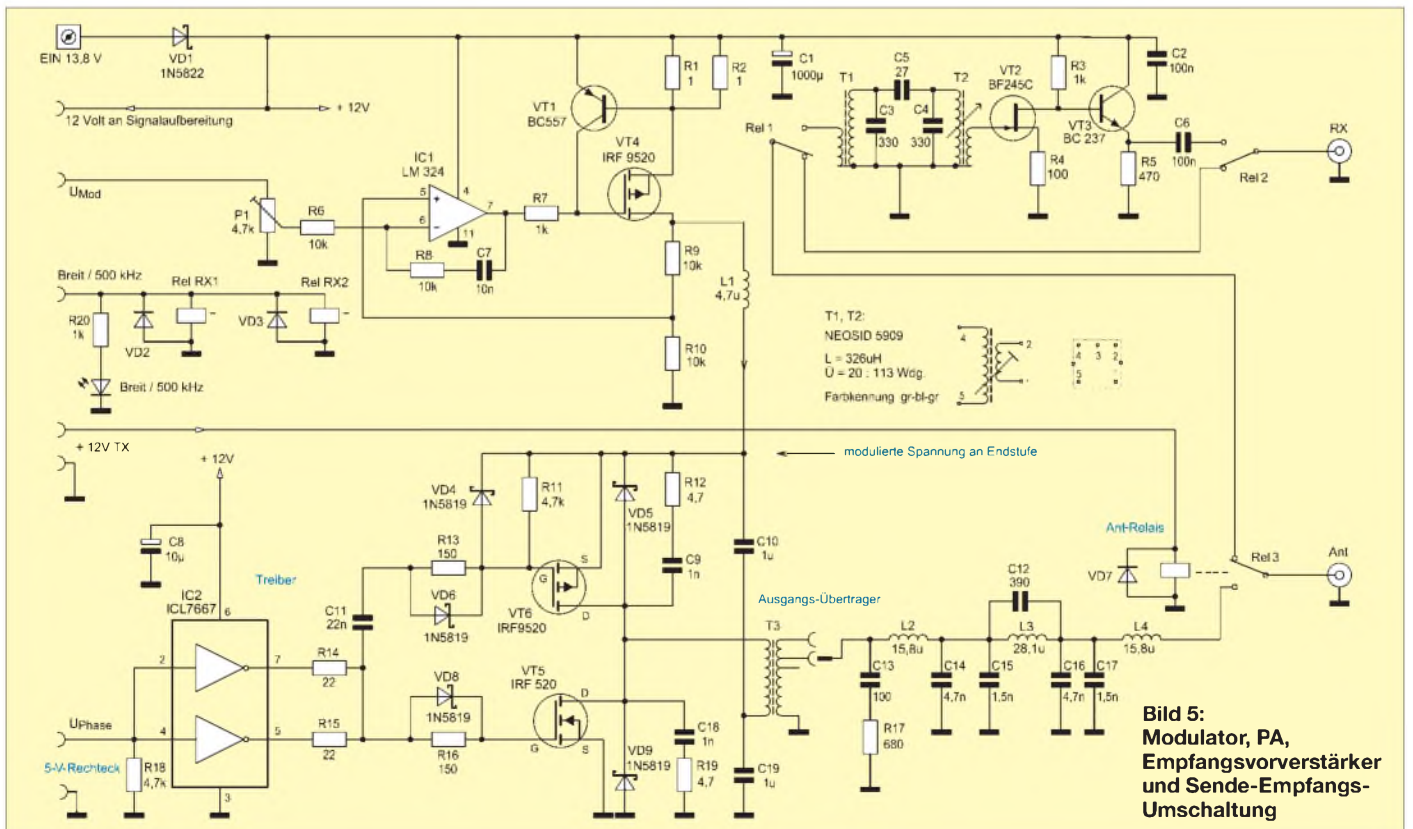 EIN 13,8 V
VD1
1N5822
+ 12V
12 Volt an Signalaufbereitung
UMod
P1
4,7k
R6
10k
IC1
LM 324
5
+
6
−
4
7
11
R7
1k
R8
10k
C7
10n
VT1
BC557
R1
1
R2
1
VT4
IRF 9520
R9
10k
R10
10k
L1
4,7u
C1
1000µ
Rel 1
T1
C3
330
C5
27
C4
330
T2
VT2
BF245C
R3
1k
R4
100
VT3
BC 237
R5
470
C2
100n
C6
100n
Rel2
RX
Breit / 500 kHz
Rel RX1
Rel RX2
R20
1k
VD2
VD3
−
−
Breit / 500 kHz
T1, T2:
NEOSID 5909
L = 326uH
Ü = 20 : 113 Wdg.
Farbkennung gr-bl-gr
4
5
2
4 3 2
5
+ 12V TX
+ 12V
modulierte Spannung an Endstufe
C8
10µ
IC2
ICL7667
6
2
4
7
5
3
Treiber
UPhase
5-V-Rechteck
R18
4,7k
R14
22
R15
22
C11
22n
R13
150
VD6
1N5819
VD4
1N5819
R11
4,7k
VD8
1N5819
R16
150
VT6
IRF9520
G
S
D
VT5
IRF 520
D
G
S
VD5
1N5819
R12
4,7
C9
1n
VD9
1N5819
C18
1n
R19
4,7
C10
1u
C19
1u
Ausgangs-Übertrager
T3
C13
100
R17
680
L2
15,8u
C14
4,7n
C15
1,5n
C12
390
L3
28,1u
C16
4,7n
C17
1,5n
L4
15,8u
Ant-Relais
VD7
Rel3
Ant
Bild 5:
Modulator, PA,
Empfangsvorverstärker
und Sende-Empfangs-
Umschaltung